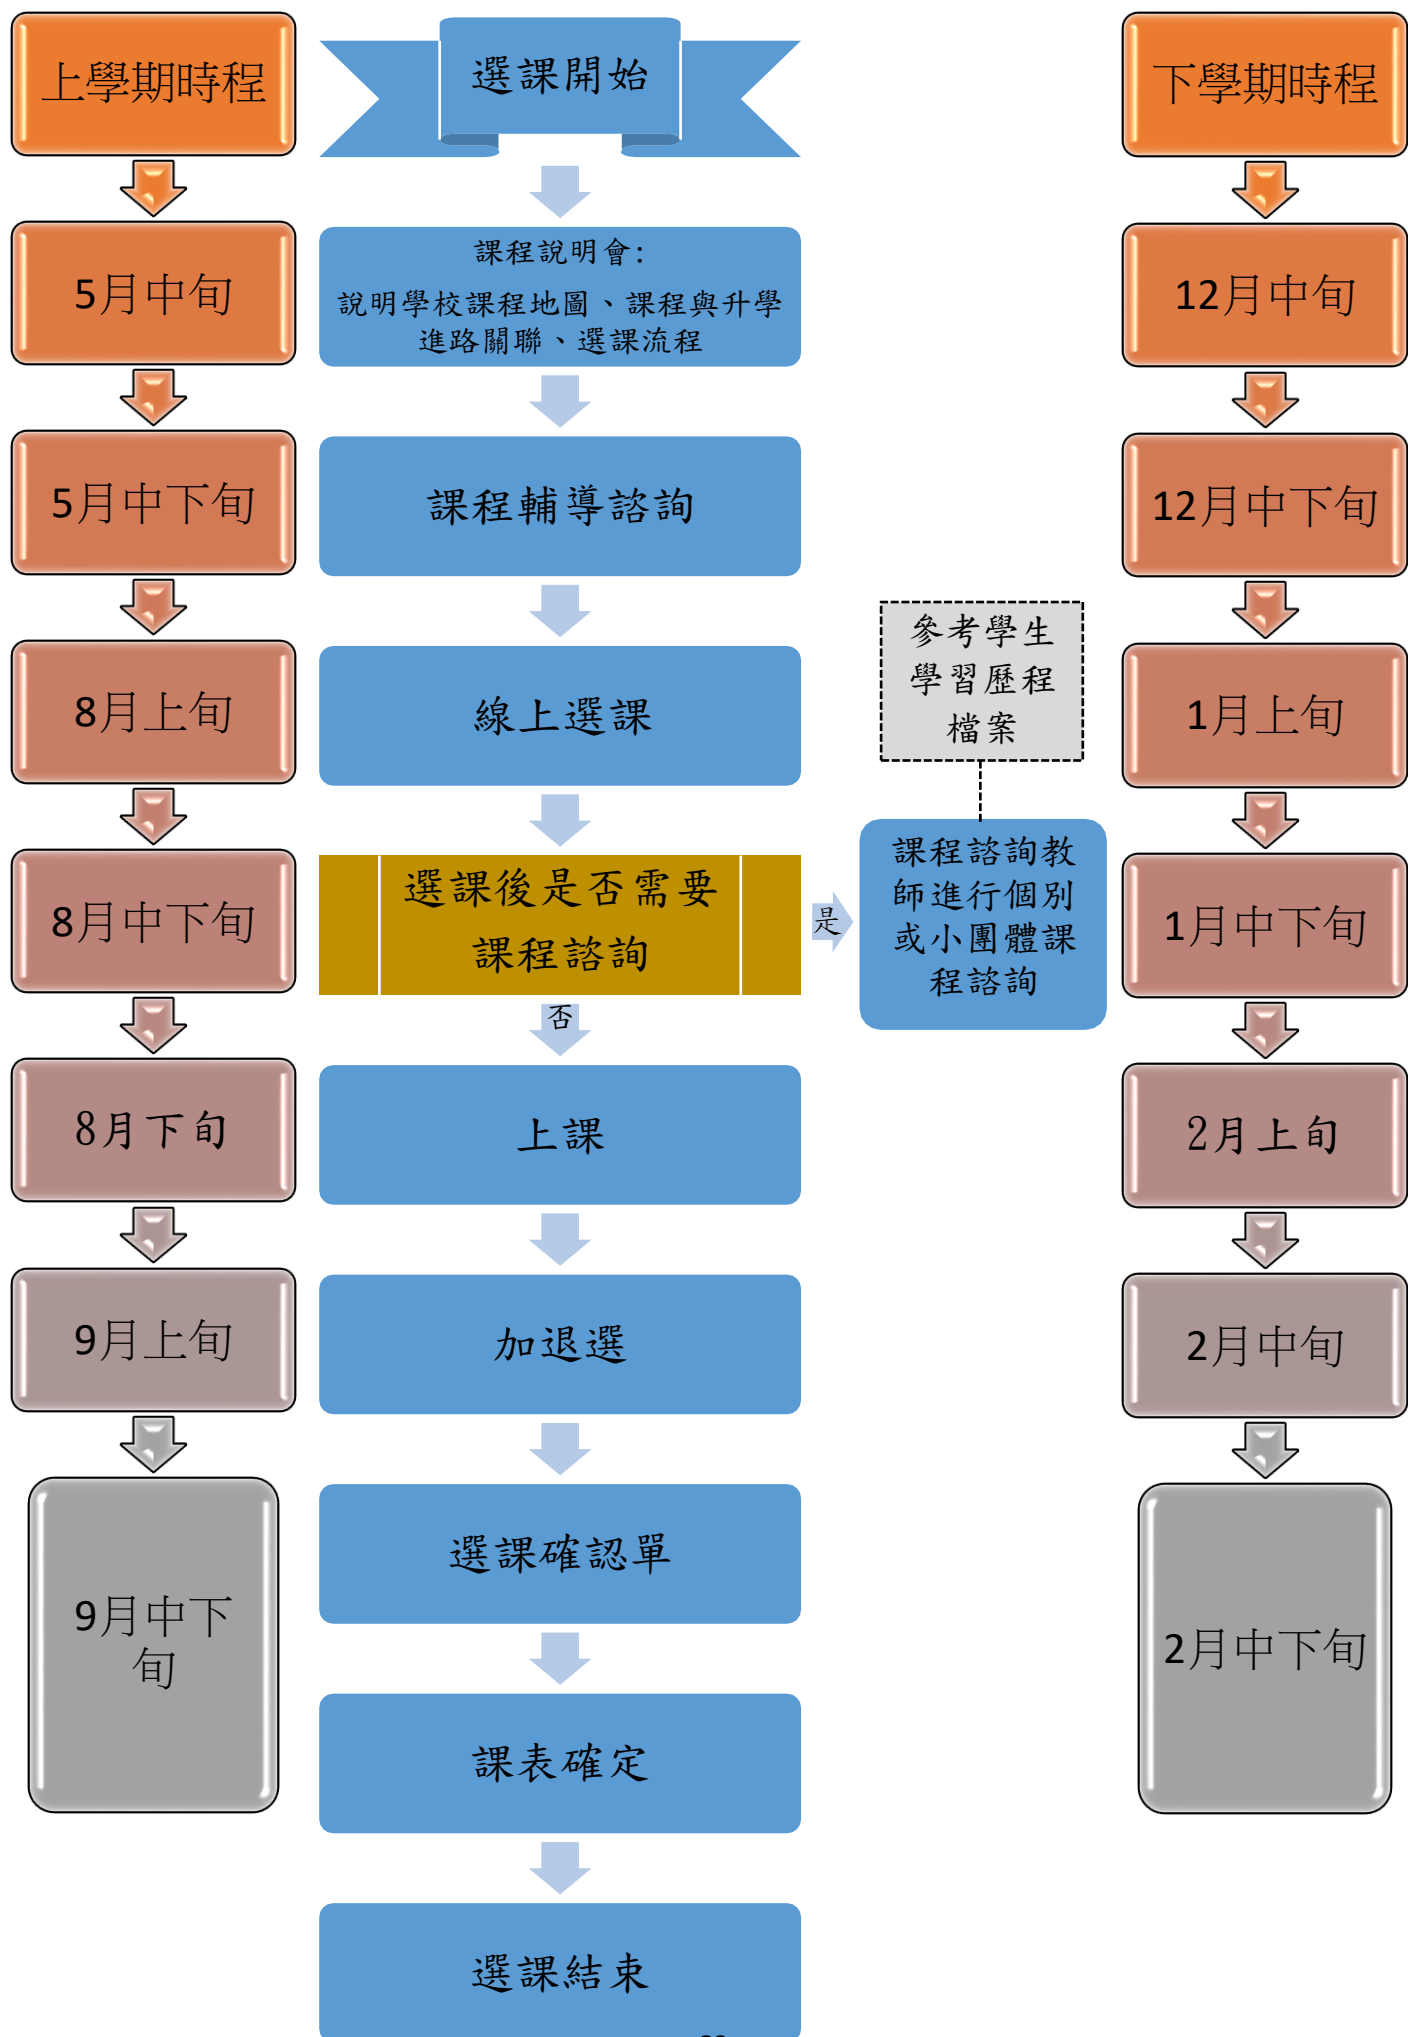 上學期時程
5月中旬
5月中下旬
8月上旬
8月中下旬
8月下旬
9月上旬
9月中下
旬
選課開始
課程說明會:
說明學校課程地圖、課程與升學
進路關聯、選課流程
課程輔導諮詢
線上選課
選課後是否需要
課程諮詢
是
否
上課
加退選
選課確認單
課表確定
選課結束
參考學生
學習歷程
檔案
課程諮詢教
師進行個別
或小團體課
程諮詢
下學期時程
12月中旬
12月中下旬
1月上旬
1月中下旬
2月上旬
2月中旬
2月中下旬